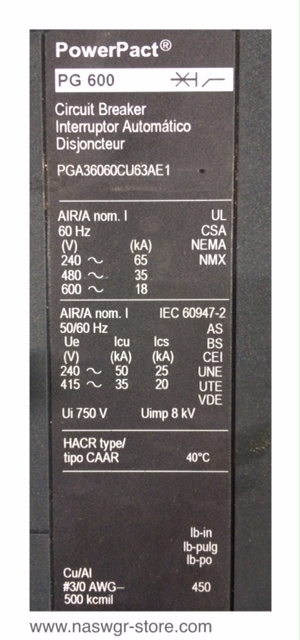 PowerPact®
PG 600
Circuit Breaker
Interruptor Automático
Disjoncteur
PGA36060CU63AE1
AIR/A nom. I UL
60 Hz CSA
(V) (kA) NEMA
240 ~ 65 NMX
480 ~ 35
600 ~ 18
AIR/A nom. I IEC 60947-2
50/60 Hz AS
Ue Icu Ics BS
(V) (kA) (kA) CEI
240 ~ 50 25 UNE
415 ~ 35 20 UTE
VDE
Ui 750 V Uimp 8 kV
HACR type/
tipo CAAR 40°C
lb-in
lb-pulg
lb-po
Cu/Al
#3/0 AWG– 450
500 kcmil
www.naswgr-store.com